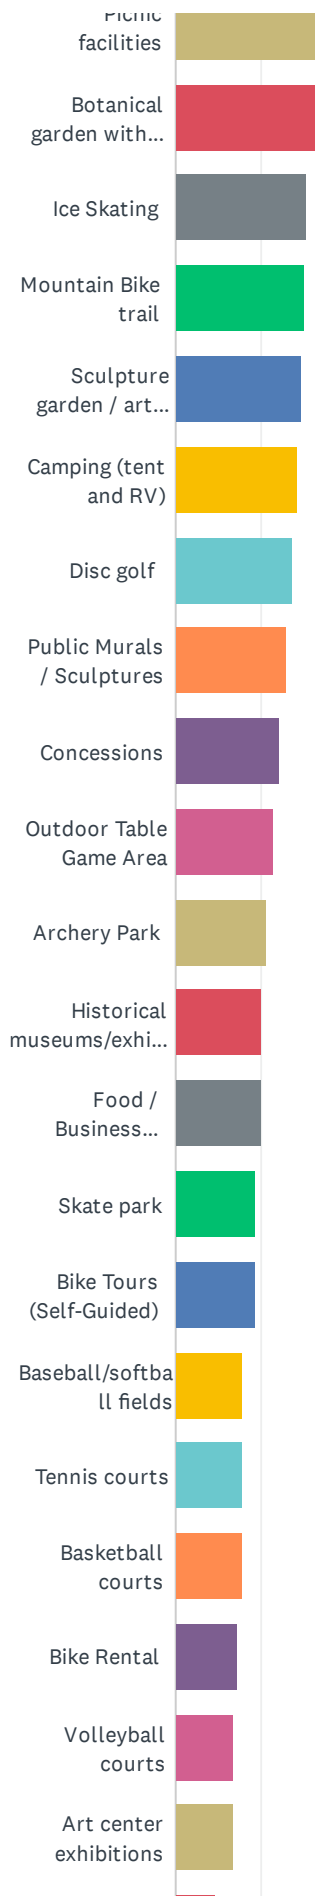 Picnic
facilities
Botanical
garden with...
Ice Skating
Mountain Bike
trail
Sculpture
garden / art...
Camping (tent
and RV)
Disc golf
Public Murals
/ Sculptures
Concessions
Outdoor Table
Game Area
Archery Park
Historical
museums/exhi...
Food /
Business...
Skate park
Bike Tours
(Self-Guided)
Baseball/softba
ll fields
Tennis courts
Basketball
courts
Bike Rental
Volleyball
courts
Art center
exhibitions